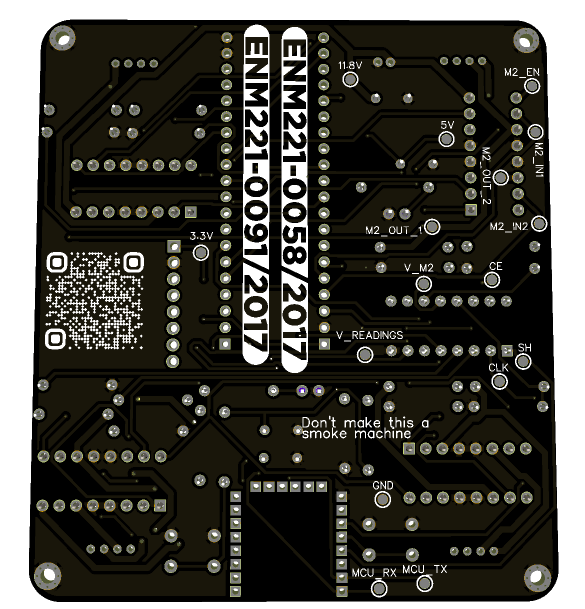 ENM221-0091/2017
ENM221-0058/2017
11.8V
M2_EN
5V
M2_IN1
M2_OUT_2
M2_OUT_1
M2_IN2
3.3V
V_M2
CE
V_READINGS
SH
CLK
Don't make this a
smoke machine
GND
MCU_RX
MCU_TX